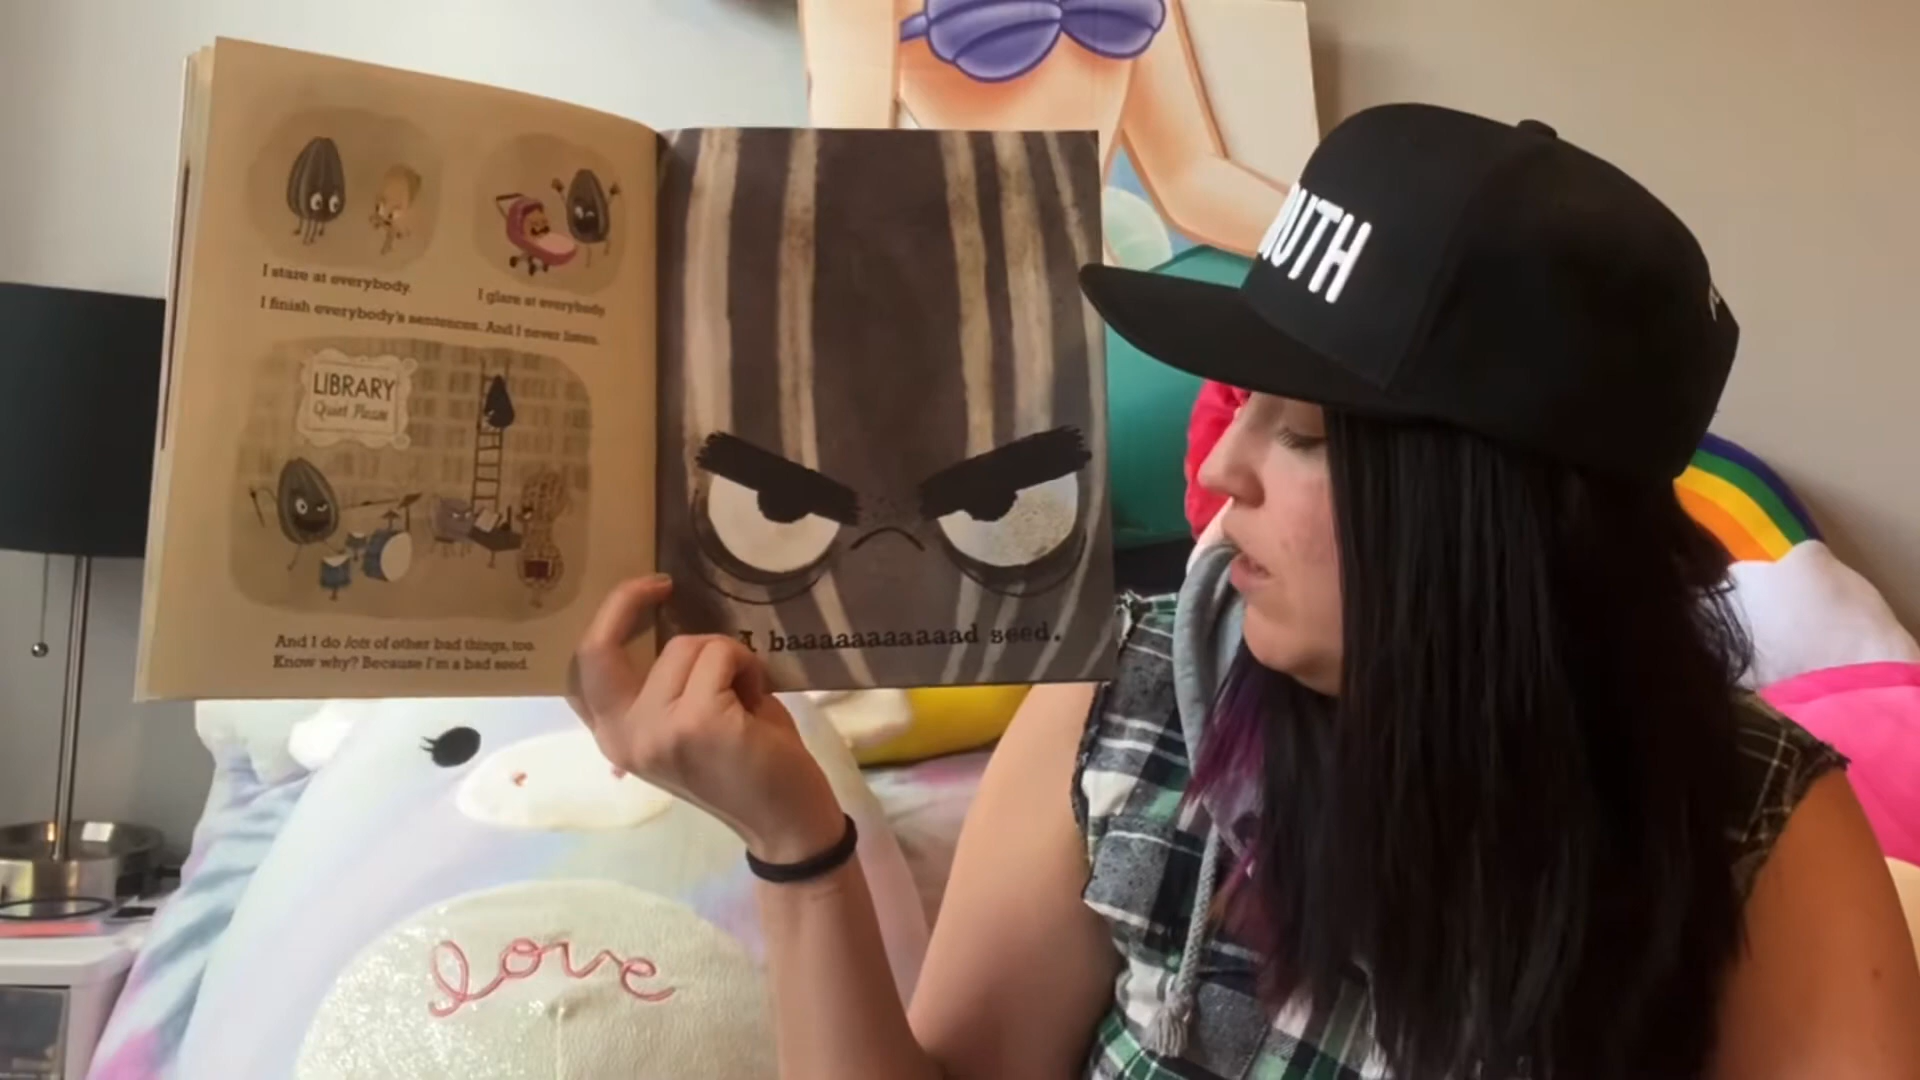 I stare at everybody.
I glare at everybody.
I finish everybody's sentences. And I never listen.
LIBRARY
Quiet Please
And I do lots of other bad things, too.
Know why? Because I'm a bad seed.
A baaaaaaaaaaad seed.
OUTH
love